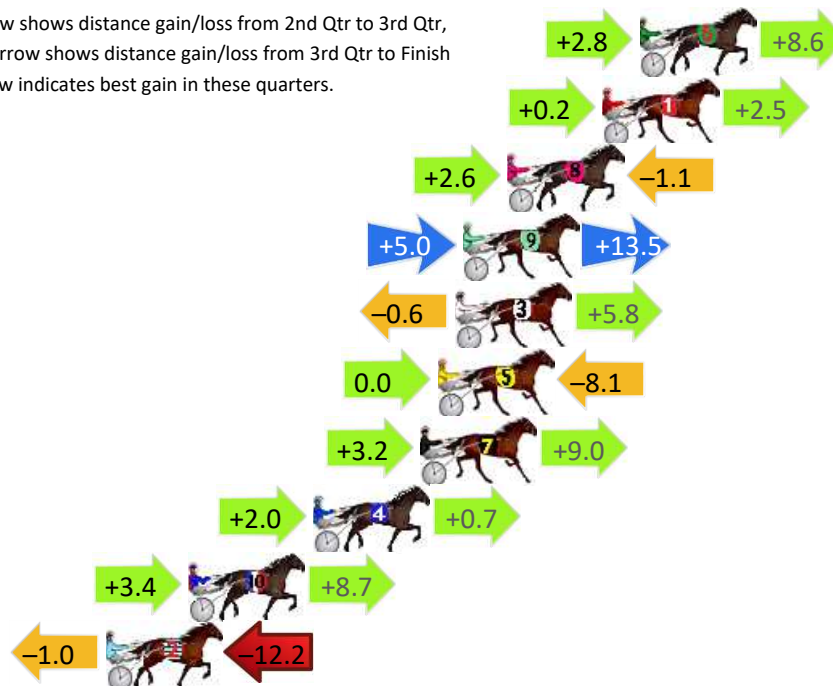 w shows distance gain/loss from 2nd Qtr to 3rd Qtr,
rrow shows distance gain/loss from 3rd Qtr to Finish
w indicates best gain in these quarters.
+2.8 6 +8.6
+0.2 1 +2.5
+2.6 8 –1.1
+5.0 9 +13.5
–0.6 3 +5.8
0.0 5 –8.1
+3.2 7 +9.0
+2.0 4 +0.7
+3.4 10 +8.7
–1.0 2 –12.2